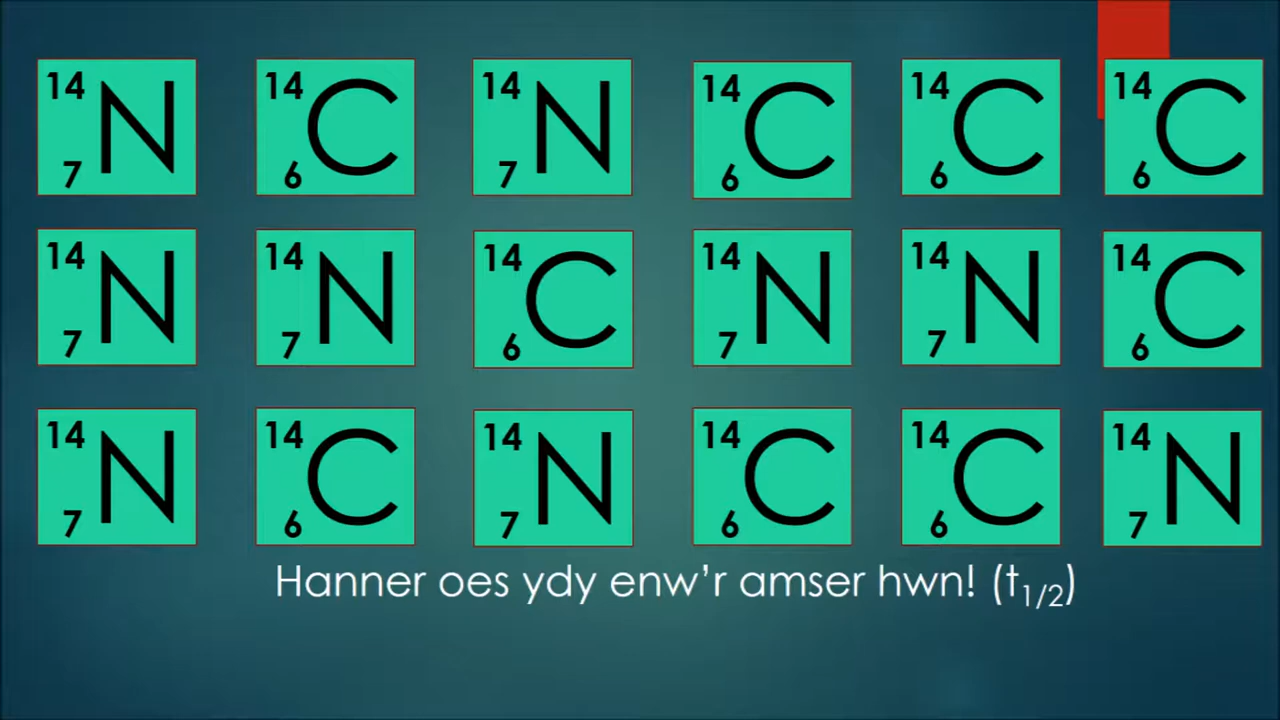 14 N 7 14 C 6 14 N 7 14 C 6 14 C 6 14 C 6
14 N 7 14 N 7 14 C 6 14 N 7 14 N 7 14 C 6
14 N 7 14 C 6 14 N 7 14 C 6 14 C 6 14 N 7
Hanner oes ydy enw’r amser hwn! (t1/2)